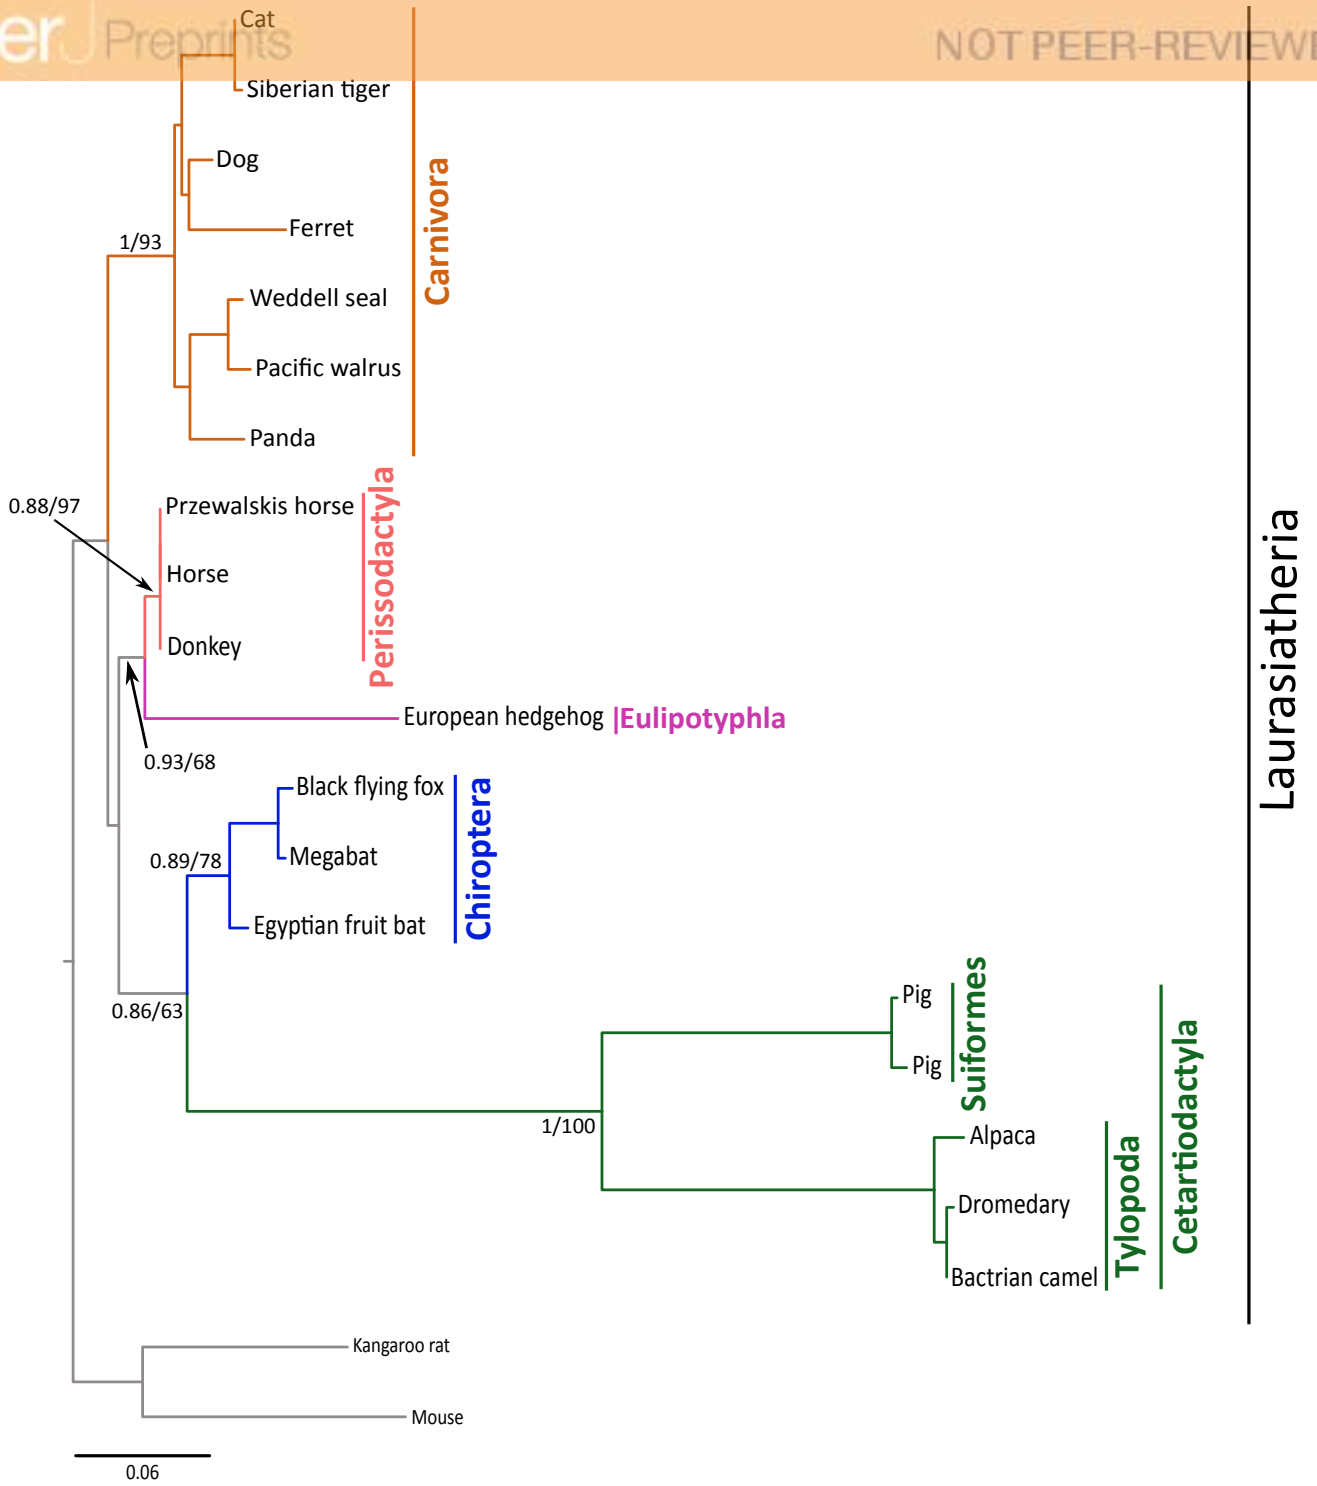 er
J
Preprints
NOT PEER-REVIEWE
Cat
Siberian tiger
Dog
Ferret
1/93
Weddell seal
Pacific walrus
Panda
Carnivora
0.88/97
Przewalskis horse
Horse
Donkey
Perissodactyla
European hedgehog
Eulipotyphla
0.93/68
Black flying fox
0.89/78
Megabat
Egyptian fruit bat
Chiroptera
0.86/63
Pig
Pig
Suiformes
1/100
Alpaca
Dromedary
Bactrian camel
Tylopoda
Cetartiodactyla
Laurasiatheria
Kangaroo rat
Mouse
0.06